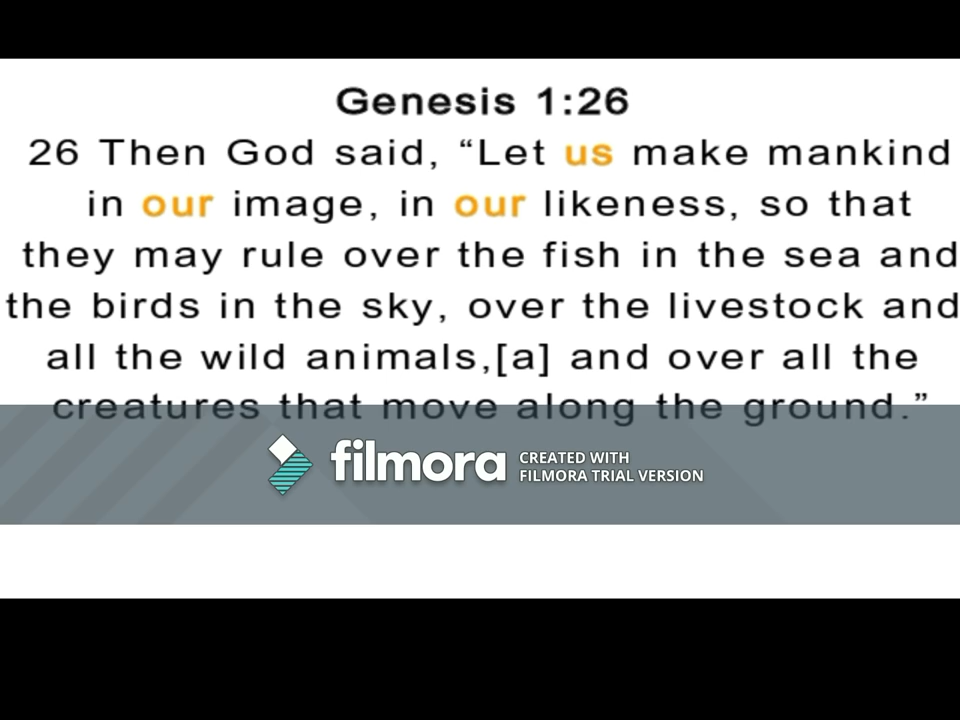 Genesis 1:26
26 Then God said, “Let us make mankind
in our image, in our likeness, so that
they may rule over the fish in the sea and
the birds in the sky, over the livestock and
all the wild animals,[a] and over all the
creatures that move along the ground.”
filmora CREATED WITH
FILMORA TRIAL VERSION